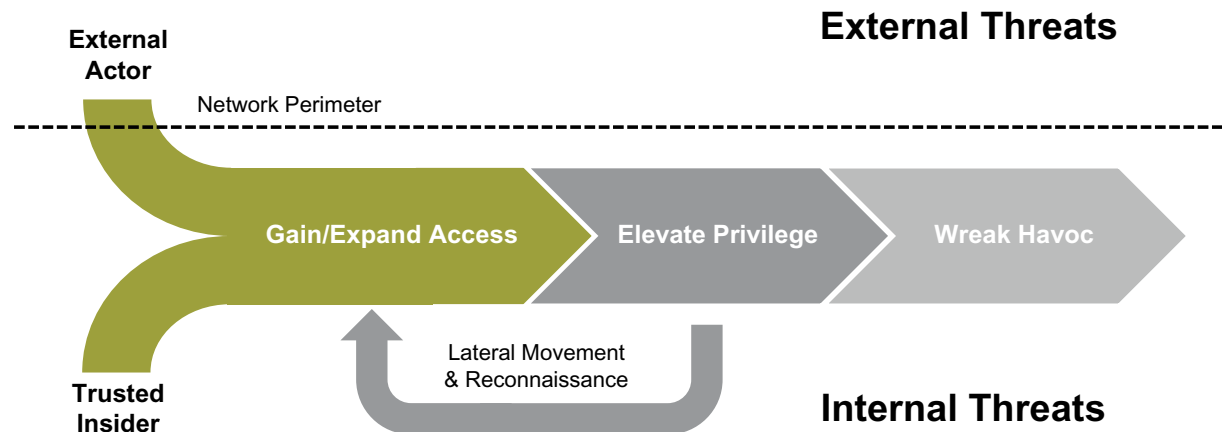 External Threats
External
Actor
Network Perimeter
Gain/Expand Access
Elevate Privilege
Wreak Havoc
Lateral Movement
& Reconnaissance
Trusted
Insider
Internal Threats